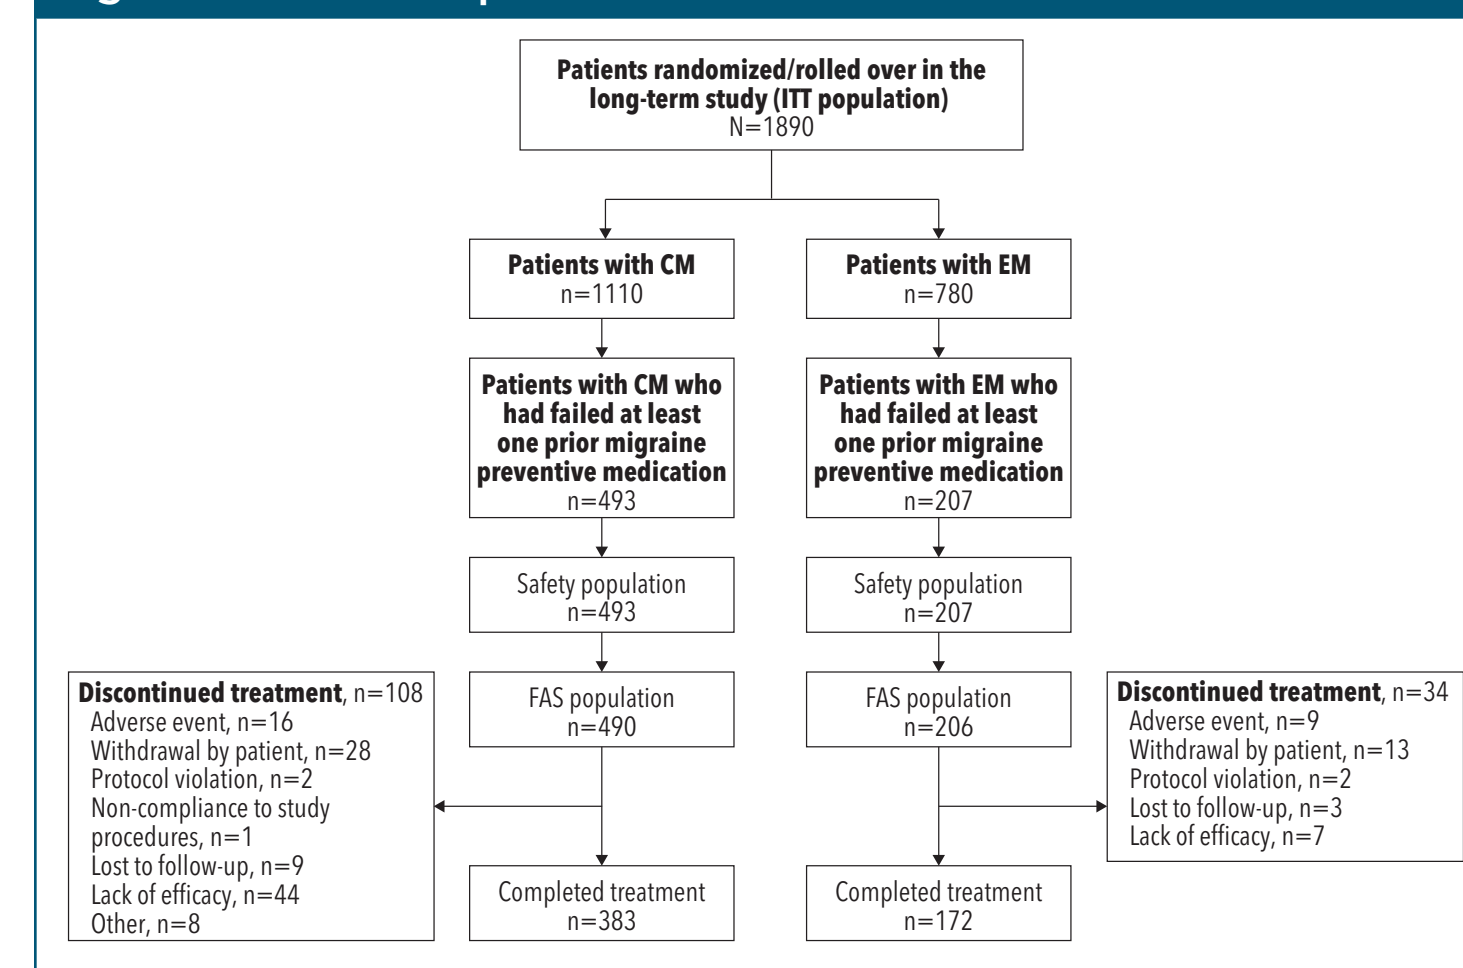 Patients randomized/rolled over in the
long-term study (ITT population)
N=1890
Patients with CM
n=1110
Patients with EM
n=780
Patients with CM who
had failed at least
one prior migraine
preventive medication
n=493
Patients with EM who
had failed at least
one prior migraine
preventive medication
n=207
Safety population
n=493
Safety population
n=207
Discontinued treatment, n=108
Adverse event, n=16
Withdrawal by patient, n=28
Protocol violation, n=2
Non-compliance to study
procedures, n=1
Lost to follow-up, n=9
Lack of efficacy, n=44
Other, n=8
FAS population
n=490
FAS population
n=206
Discontinued treatment, n=34
Adverse event, n=9
Withdrawal by patient, n=13
Protocol violation, n=2
Lost to follow-up, n=3
Lack of efficacy, n=7
Completed treatment
n=383
Completed treatment
n=172